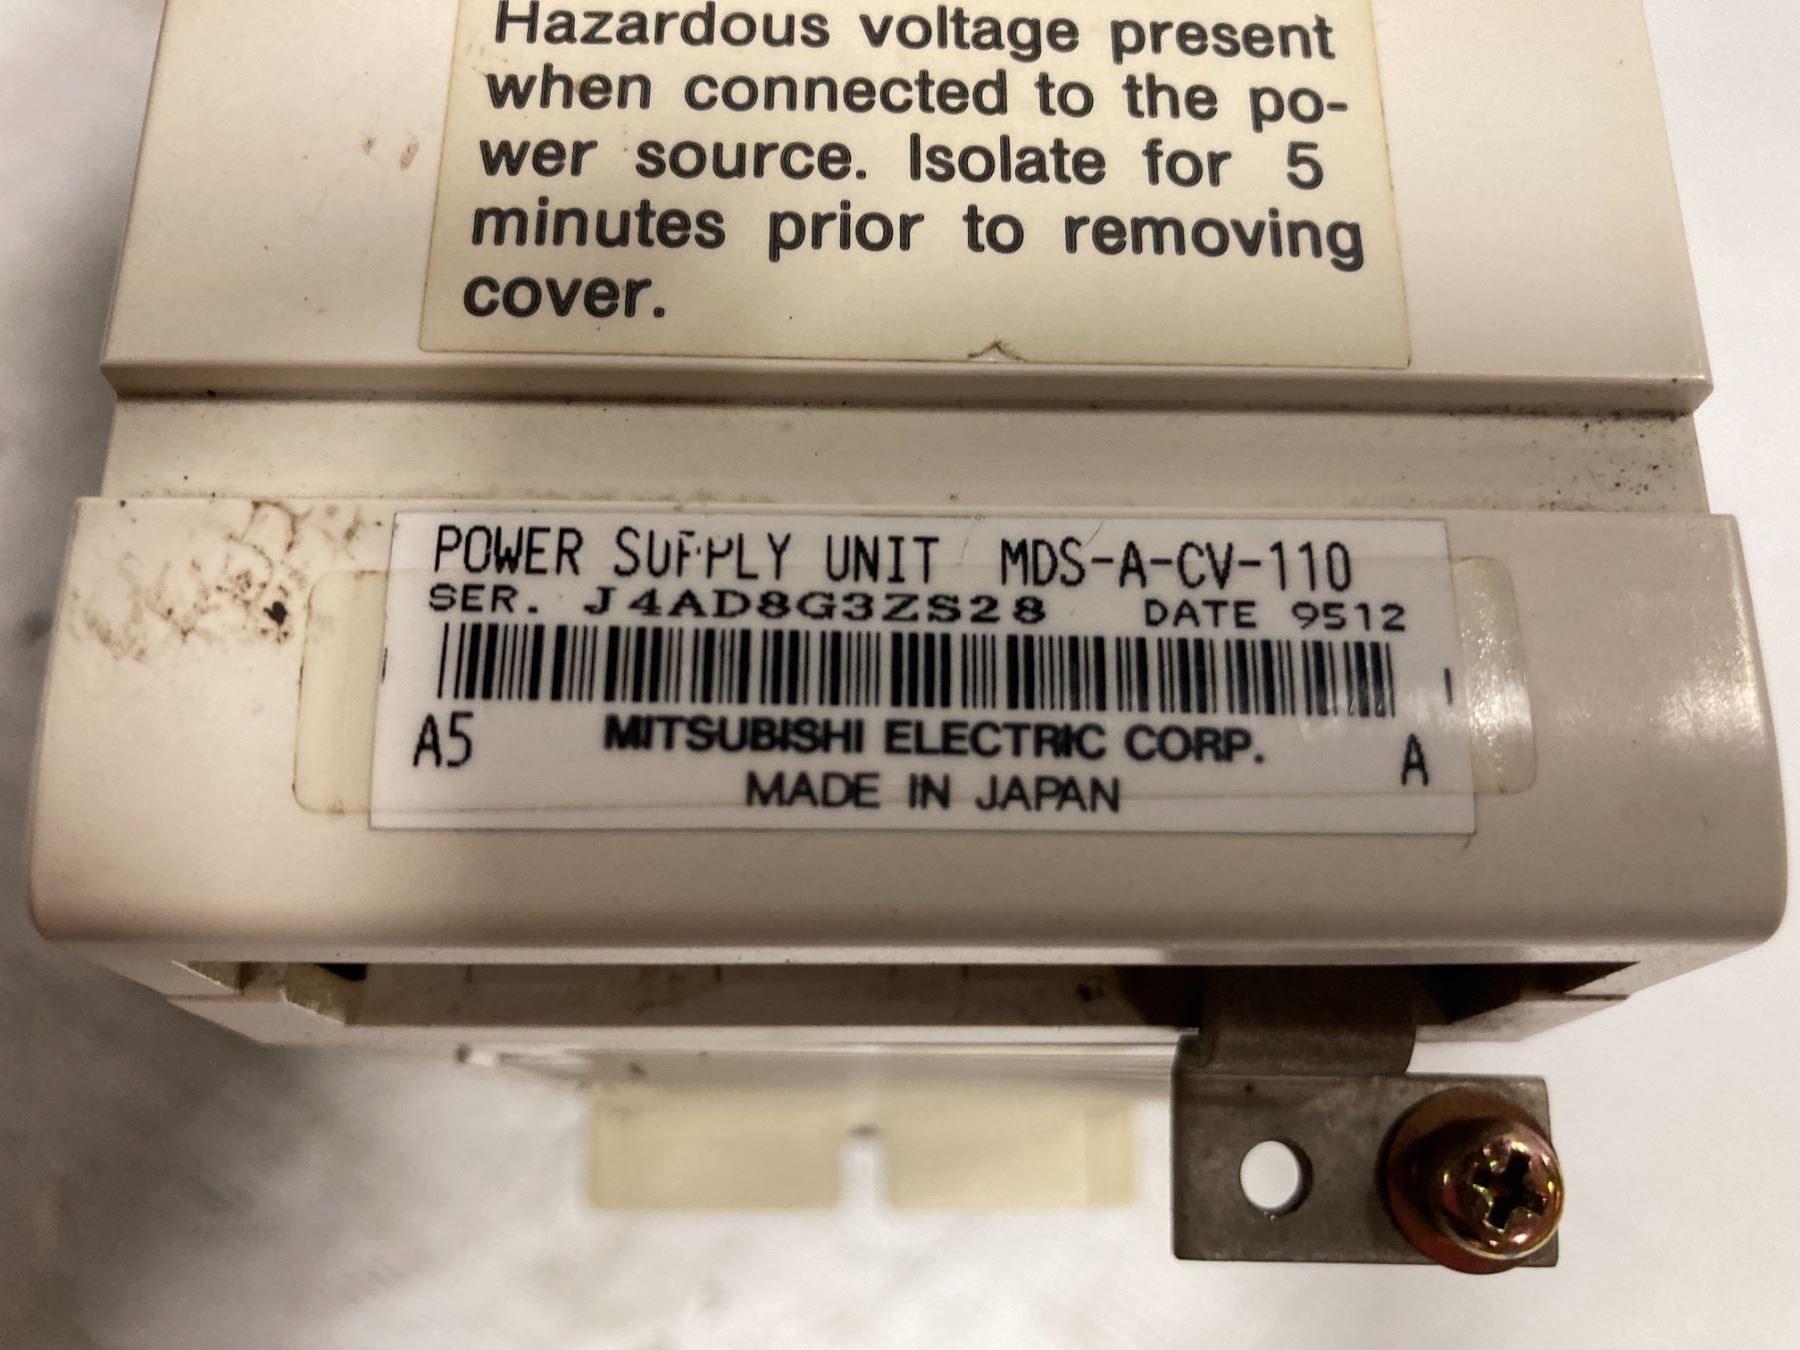 Hazardous voltage present
when connected to the po-
wer source. Isolate for 5
minutes prior to removing
cover.
POWER SUPPLY UNIT MDS-A-CV-110
SER. J4AD8G3ZS28 DATE 9512
A5 MITSUBISHI ELECTRIC CORP. A
MADE IN JAPAN